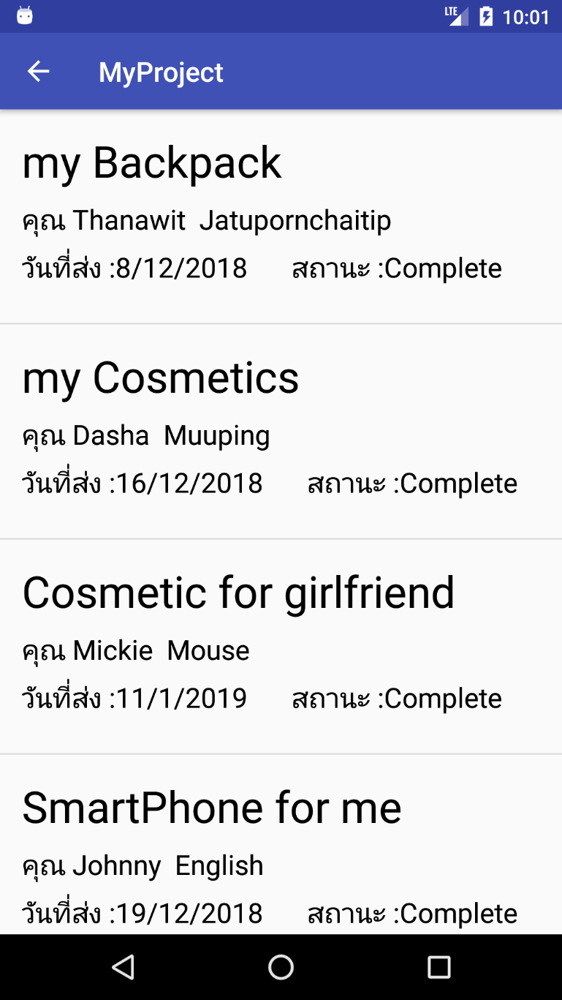 LTE 10:01
MyProject
my Backpack
คุณ Thanawit Jatupornchaitip
วันที่ส่ง :8/12/2018 สถานะ :Complete
my Cosmetics
คุณ Dasha Muuping
วันที่ส่ง :16/12/2018 สถานะ :Complete
Cosmetic for girlfriend
คุณ Mickie Mouse
วันที่ส่ง :11/1/2019 สถานะ :Complete
SmartPhone for me
คุณ Johnny English
วันที่ส่ง :19/12/2018 สถานะ :Complete